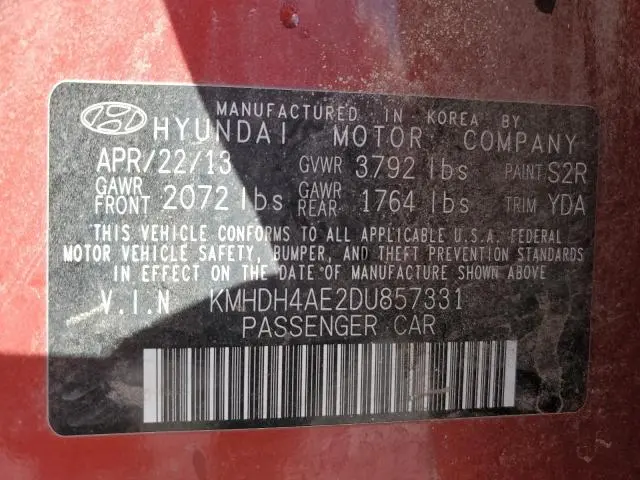 MANUFACTURED IN KOREA BY
HYUNDAI MOTOR COMPANY
APR/22/13 GVWR 3792 lbs PAINT S2R
GAWR FRONT 2072 lbs GAWR REAR 1764 lbs TRIM YDA
THIS VEHICLE CONFORMS TO ALL APPLICABLE U.S.A. FEDERAL
MOTOR VEHICLE SAFETY, BUMPER, AND THEFT PREVENTION STANDARDS
IN EFFECT ON THE DATE OF MANUFACTURE SHOWN ABOVE
V.I.N KMHDH4AE2DU857331
PASSENGER CAR